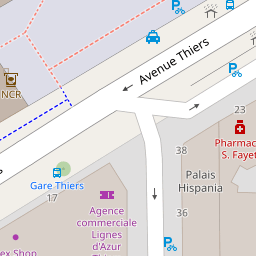 Avenue Thiers
NCR
23
Pharmac
S. Fayet
38
Palais
Hispania
Gare Thiers
17
36
Agence
commerciale
Lignes
d'Azur
ex Shop